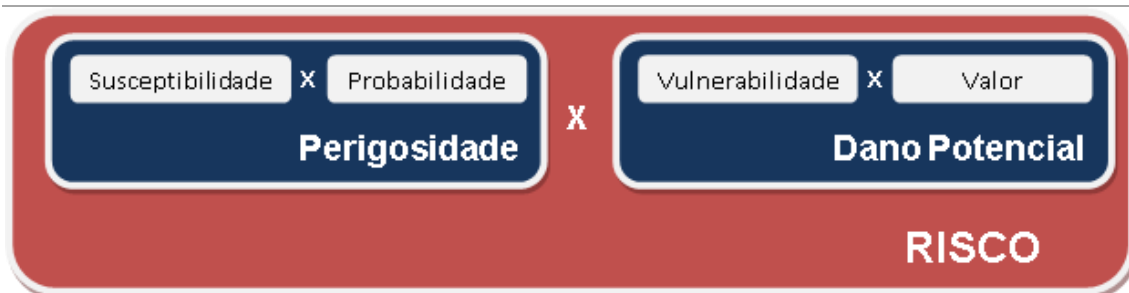 Susceptibilidade X Probabilidade
Perigosidade
X
Vulnerabilidade X Valor
Dano Potencial
RISCO